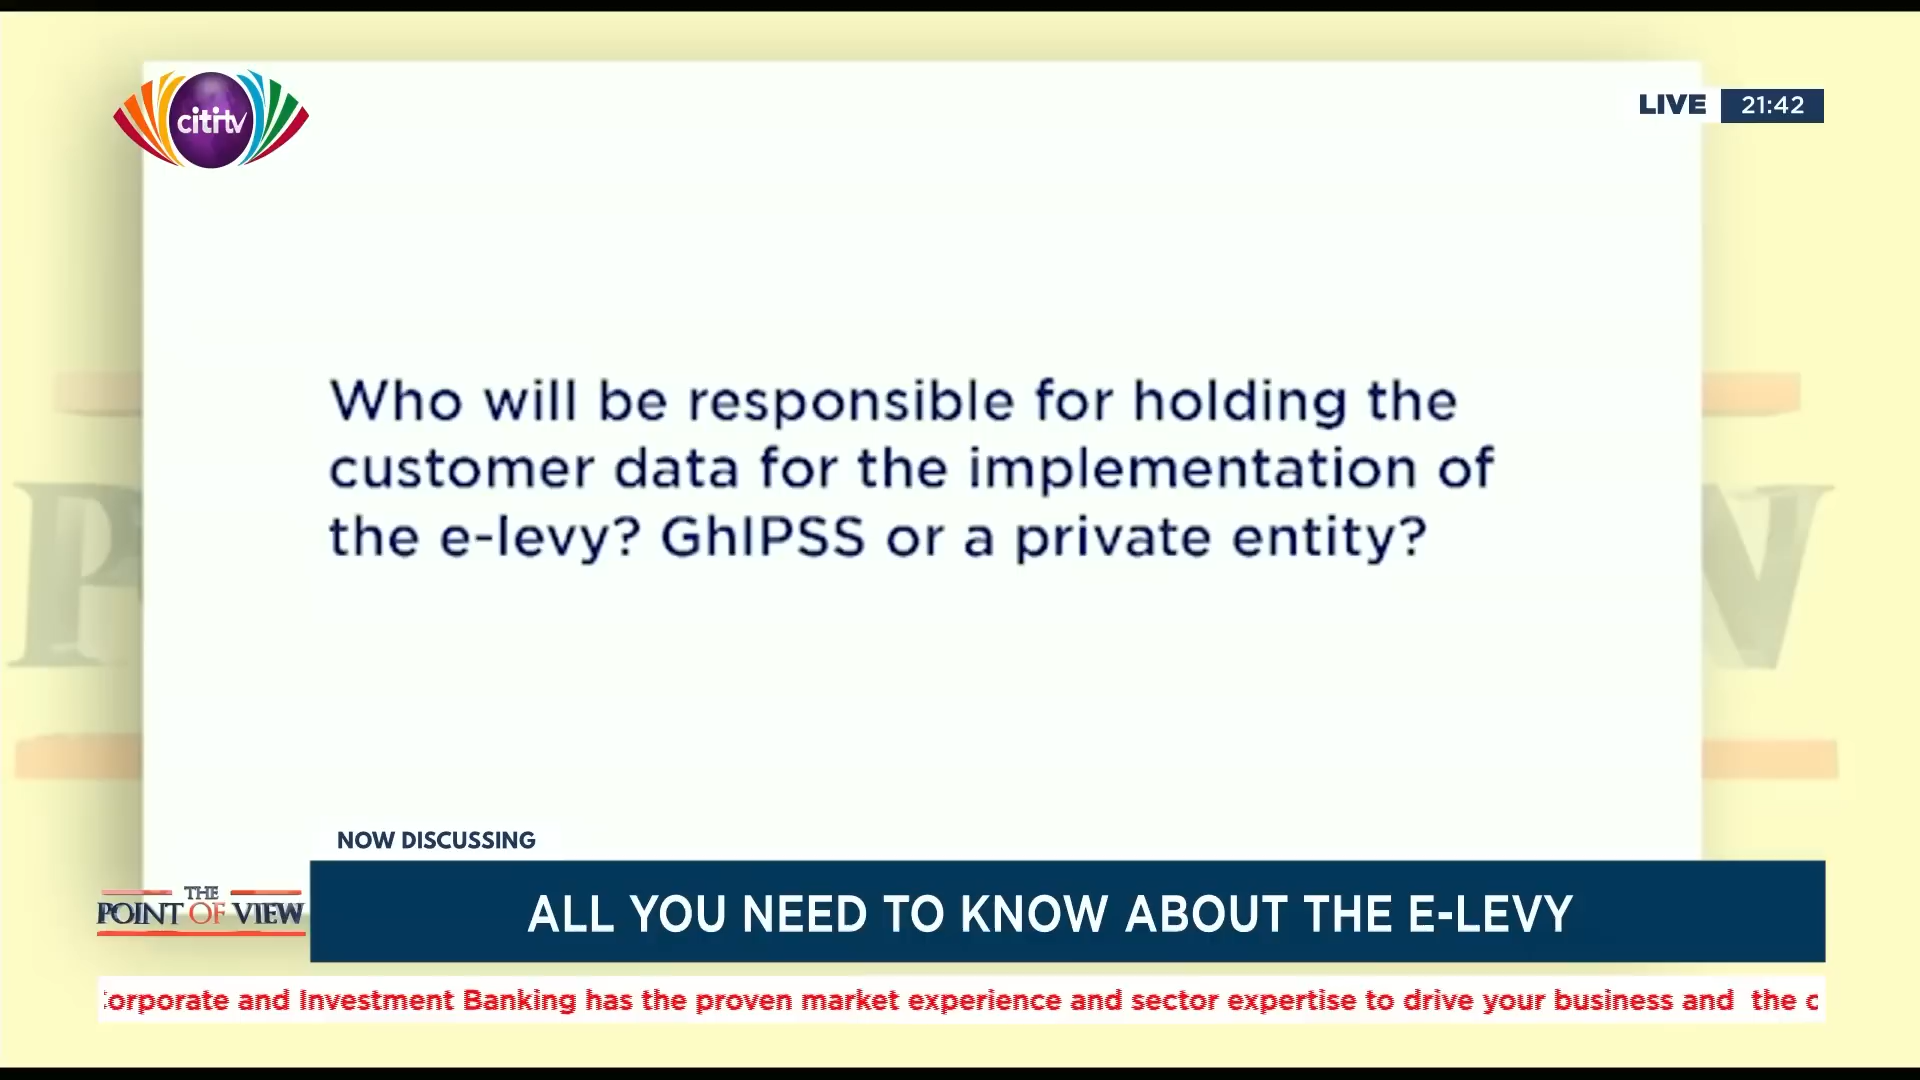 citi tv
LIVE 21:42
Who will be responsible for holding the
customer data for the implementation of
the e-levy? GhIPSS or a private entity?
NOW DISCUSSING
THE
POINT OF VIEW
ALL YOU NEED TO KNOW ABOUT THE E-LEVY
orporate and Investment Banking has the proven market experience and sector expertise to drive your business and the